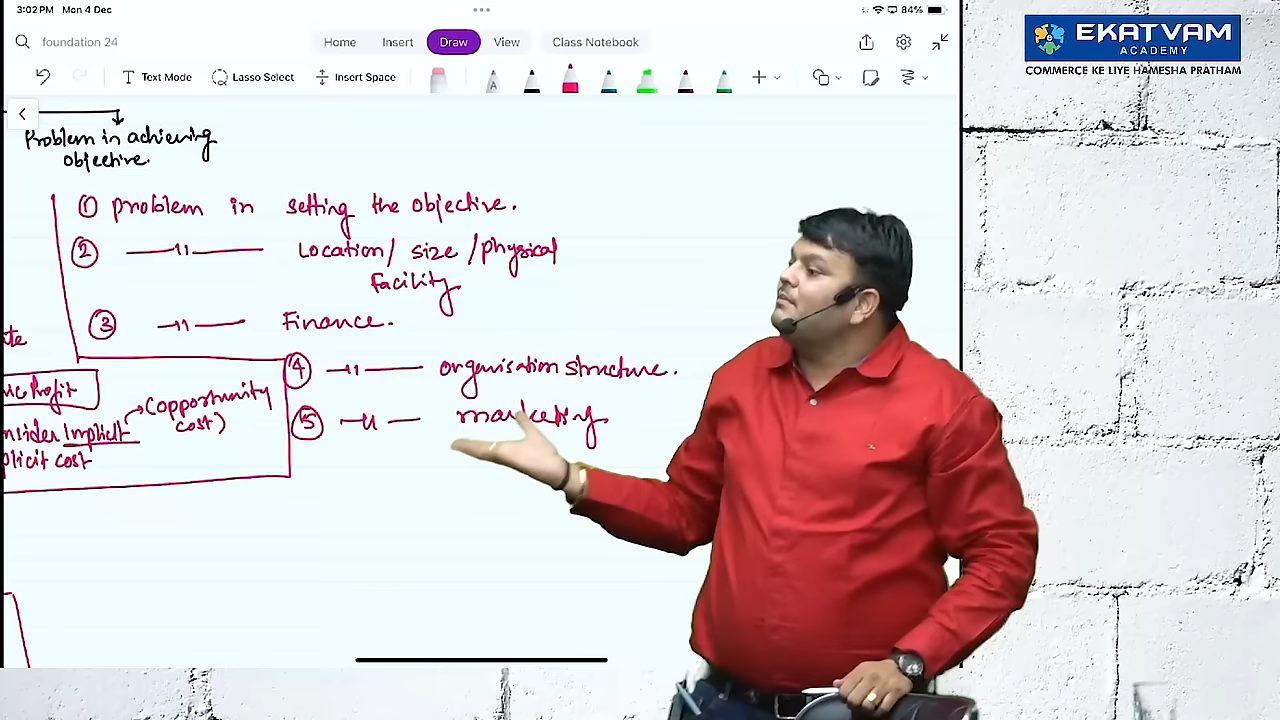 3:02 PM Mon 4 Dec
84%
foundation 24
Home Insert Draw View Class Notebook
Text Mode Lasso Select Insert Space
EKATVAM
ACADEMY
COMMERCE KE LIYE HAMESHA PRATHAM
Problem in achieving
objective.
① problem in setting the objective.
② —〃— Location/ size /physical
facility
③ —〃— Finance.
④ —〃— organisation structure.
⑤ —〃— marketing
Profit
(opportunity
cost)
Implicit
cost